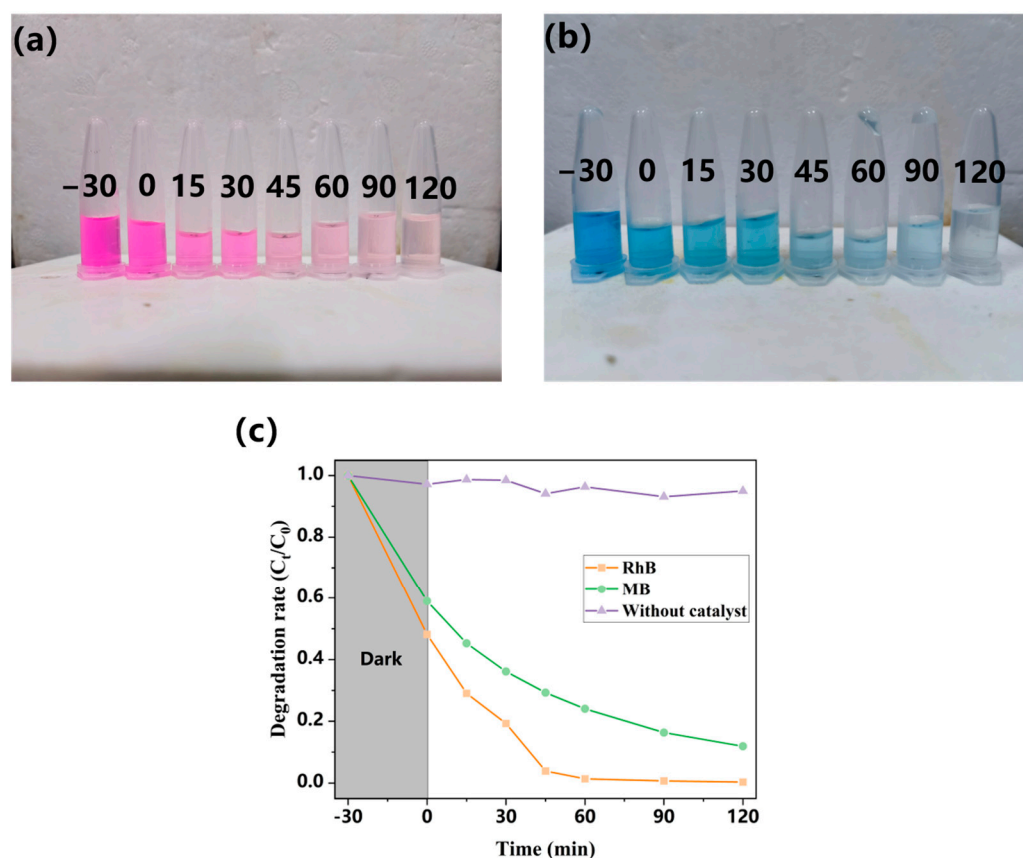 (a)
−30 0 15 30 45 60 90 120
(b)
−30 0 15 30 45 60 90 120
(c)
Degradation rate (Cₜ/C₀)
1.0
0.8
0.6
0.4
0.2
0.0
Dark
RhB
MB
Without catalyst
-30 0 30 60 90 120
Time (min)